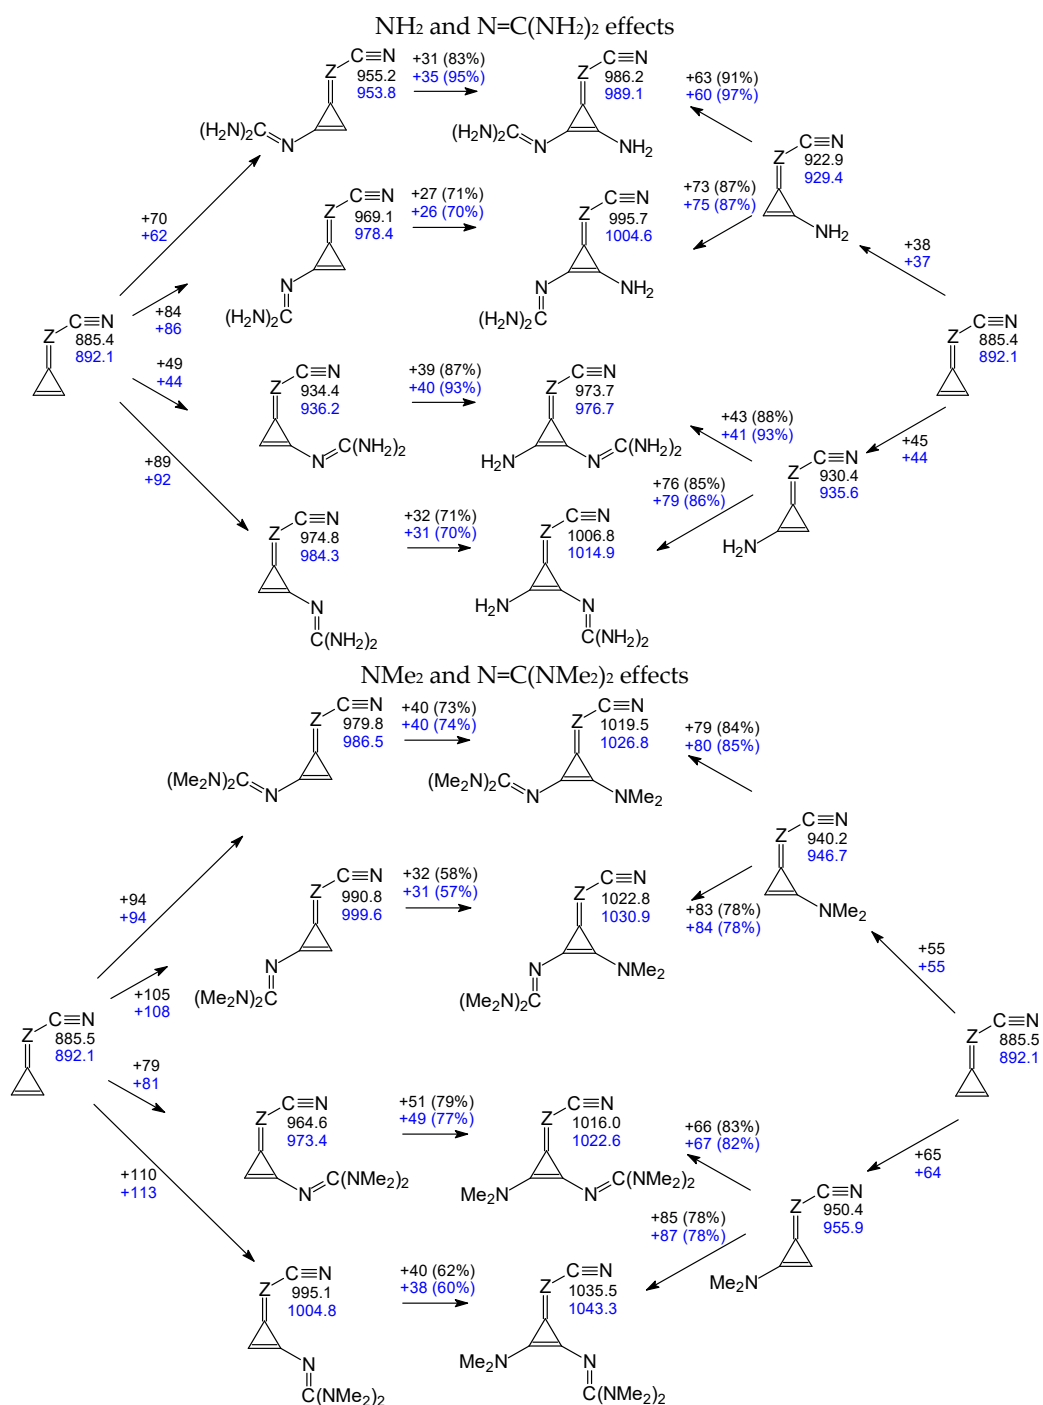 NH2 and N=C(NH2)2 effects
C≡N
Z
955.2
953.8
(H2N)2C
N
+31 (83%)
+35 (95%)
C≡N
Z
986.2
989.1
(H2N)2C
N
NH2
+63 (91%)
+60 (97%)
C≡N
Z
922.9
929.4
NH2
+70
+62
C≡N
Z
969.1
978.4
N
(H2N)2C
+27 (71%)
+26 (70%)
C≡N
Z
995.7
1004.6
NH2
N
(H2N)2C
+73 (87%)
+75 (87%)
+38
+37
C≡N
Z
885.4
892.1
+84
+86
+49
+44
C≡N
Z
885.4
892.1
C≡N
Z
934.4
936.2
N=C(NH2)2
+39 (87%)
+40 (93%)
C≡N
Z
973.7
976.7
H2N
N=C(NH2)2
+43 (88%)
+41 (93%)
+45
+44
C≡N
Z
930.4
935.6
H2N
+89
+92
C≡N
Z
974.8
984.3
N
C(NH2)2
+32 (71%)
+31 (70%)
C≡N
Z
1006.8
1014.9
H2N
N
C(NH2)2
+76 (85%)
+79 (86%)
NMe2 and N=C(NMe2)2 effects
C≡N
Z
979.8
986.5
(Me2N)2C
N
+40 (73%)
+40 (74%)
C≡N
Z
1019.5
1026.8
(Me2N)2C
N
NMe2
+79 (84%)
+80 (85%)
C≡N
Z
940.2
946.7
NMe2
+94
+94
C≡N
Z
990.8
999.6
N
(Me2N)2C
+32 (58%)
+31 (57%)
C≡N
Z
1022.8
1030.9
NMe2
N
(Me2N)2C
+83 (78%)
+84 (78%)
+55
+55
C≡N
Z
885.5
892.1
+105
+108
+79
+81
C≡N
Z
885.5
892.1
C≡N
Z
964.6
973.4
N=C(NMe2)2
+51 (79%)
+49 (77%)
C≡N
Z
1016.0
1022.6
Me2N
N=C(NMe2)2
+66 (83%)
+67 (82%)
+65
+64
C≡N
Z
950.4
955.9
Me2N
+110
+113
C≡N
Z
995.1
1004.8
N
C(NMe2)2
+40 (62%)
+38 (60%)
C≡N
Z
1035.5
1043.3
Me2N
N
C(NMe2)2
+85 (78%)
+87 (78%)